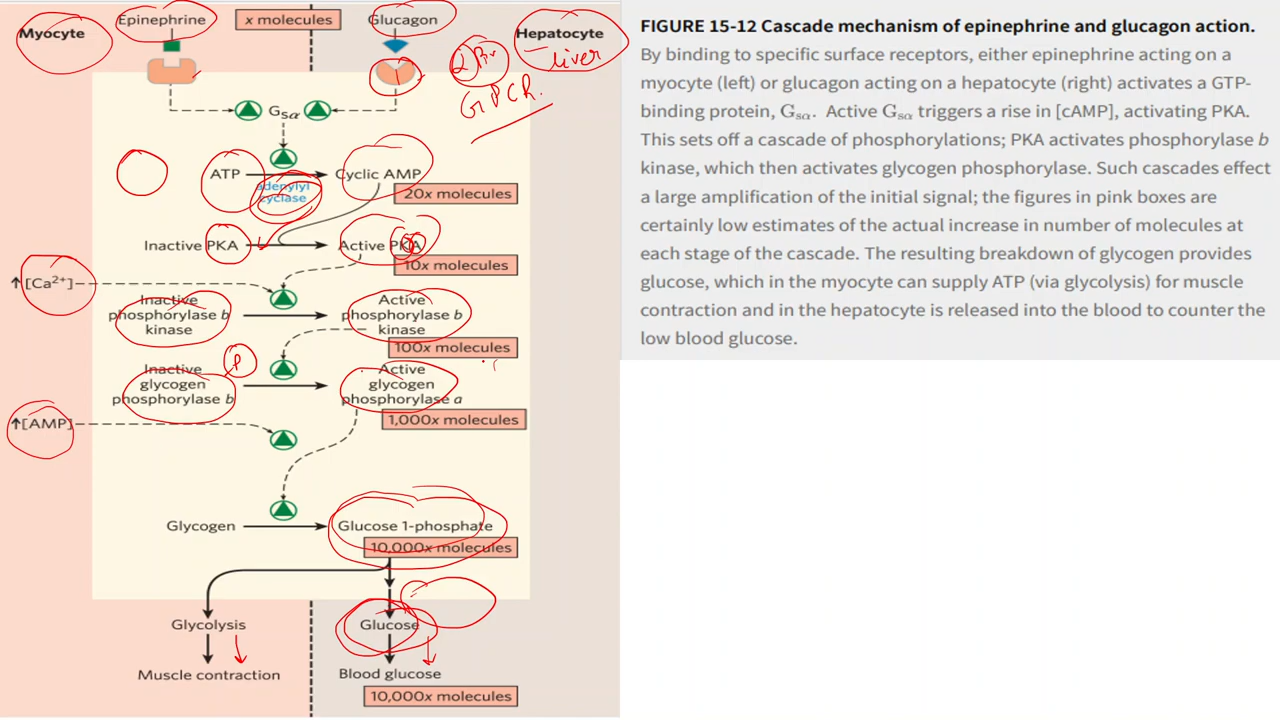 Myocyte
Epinephrine
x molecules
Glucagon
Hepatocyte
liver
GPCR.
Gsα
ATP
Cyclic AMP
adenylyl
cyclase
20x molecules
Inactive PKA
Active PKA
10x molecules
↑[Ca²⁺]
Inactive
phosphorylase b
kinase
Active
phosphorylase b
kinase
100x molecules
Inactive
glycogen
phosphorylase b
P
Active
glycogen
phosphorylase a
1,000x molecules
↑[AMP]
Glycogen
Glucose 1-phosphate
10,000x molecules
Glycolysis
Glucose
Muscle contraction
Blood glucose
10,000x molecules
FIGURE 15-12 Cascade mechanism of epinephrine and glucagon action.
By binding to specific surface receptors, either epinephrine acting on a
myocyte (left) or glucagon acting on a hepatocyte (right) activates a GTP-
binding protein, Gsα. Active Gsα triggers a rise in [cAMP], activating PKA.
This sets off a cascade of phosphorylations; PKA activates phosphorylase b
kinase, which then activates glycogen phosphorylase. Such cascades effect
a large amplification of the initial signal; the figures in pink boxes are
certainly low estimates of the actual increase in number of molecules at
each stage of the cascade. The resulting breakdown of glycogen provides
glucose, which in the myocyte can supply ATP (via glycolysis) for muscle
contraction and in the hepatocyte is released into the blood to counter the
low blood glucose.